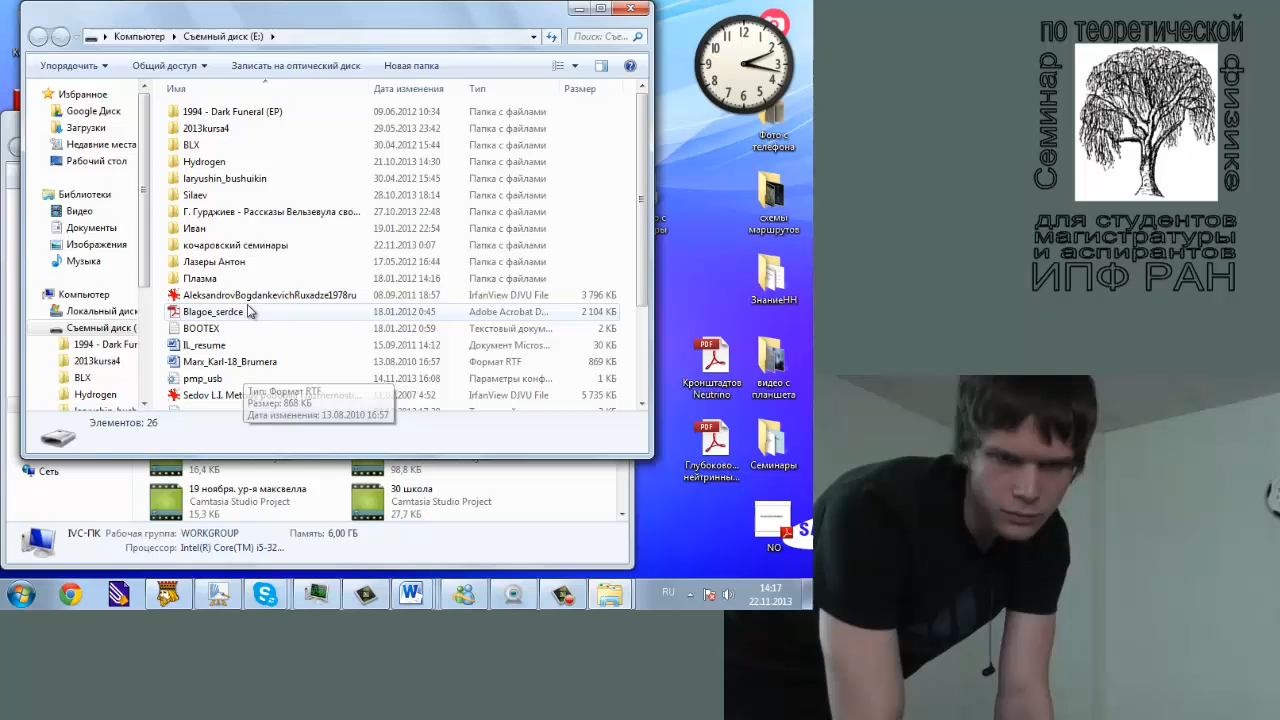 Компьютер
Съемный диск (E:)
Поиск: Съе...
Упорядочить
Общий доступ
Записать на оптический диск
Новая папка
Имя
Дата изменения
Тип
Размер
Избранное
Google Диск
Загрузки
Недавние места
Рабочий стол
Библиотеки
Видео
Документы
Изображения
Музыка
Компьютер
Локальный дис
Съемный диск (
1994 - Dark Fur
2013kursa4
BLX
Hydrogen
1994 - Dark Funeral (EP) 09.06.2012 10:34 Папка с файлами
2013kursa4 29.05.2013 23:42 Папка с файлами
BLX 30.04.2012 15:44 Папка с файлами
Hydrogen 21.10.2013 14:30 Папка с файлами
laryushin_bushuikin 30.04.2012 15:45 Папка с файлами
Silaev 28.10.2013 18:14 Папка с файлами
Г. Гурджиев - Рассказы Вельзевула сво... 27.10.2013 22:48 Папка с файлами
Иван 19.01.2012 22:54 Папка с файлами
кочаровский семинары 22.11.2013 0:07 Папка с файлами
Лазеры Антон 17.05.2012 16:44 Папка с файлами
Плазма 18.01.2012 14:16 Папка с файлами
AleksandrovBogdankevichRuxadze1978ru 08.09.2011 18:57 IrfanView DJVU File 3 796 КБ
Blagoe_serdce 18.01.2012 0:45 Adobe Acrobat D... 2 104 КБ
BOOTEX 18.01.2012 0:59 Текстовый докум... 2 КБ
IL_resume 15.09.2011 14:11 Документ Micros... 30 КБ
Marx_Karl-18_Brumera 13.08.2010 16:57 Формат RTF 869 КБ
pmp_usb 14.11.2013 16:08 Параметры конф... 1 КБ
Sedov L.I. IrfanView DJVU File 5 735 КБ
Тип: Формат RTF
Размер: 868 КБ
Дата изменения: 13.08.2010 16:57
Элементов: 26
Сеть
16,4 КБ
98,8 КБ
19 ноября. ур-я максвелла
Camtasia Studio Project
15,3 КБ
30 школа
Camtasia Studio Project
27,7 КБ
IVC-ПК Рабочая группа: WORKGROUP Память: 6,00 ГБ
Процессор: Intel(R) Core(TM) i5-32...
12
1
2
3
4
5
6
7
8
9
10
11
Фото с
телефона
схемы
маршрутов
ЗнаниеНН
Кронштадтов
Neutrino
видео с
планшета
Глубоково...
нейтринны...
Семинары
NO
RU
14:17
22.11.2013
Семинар
по теоретической
физике
для студентов
магистратуры
и аспирантов
ИПФ РАН